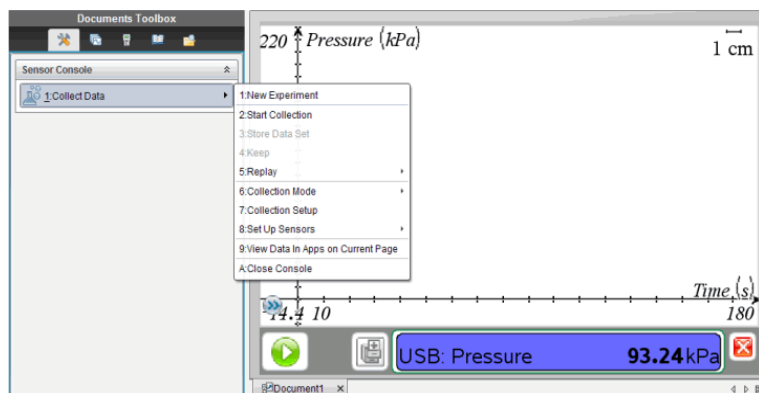 Documents Toolbox
Sensor Console
1:Collect Data
1:New Experiment
2:Start Collection
3:Store Data Set
4:Keep
5:Replay
6:Collection Mode
7:Collection Setup
8:Set Up Sensors
9:View Data In Apps on Current Page
A:Close Console
220 Pressure (kPa)
1 cm
Time (s)
-14.4 10 180
USB: Pressure 93.24kPa
Document1